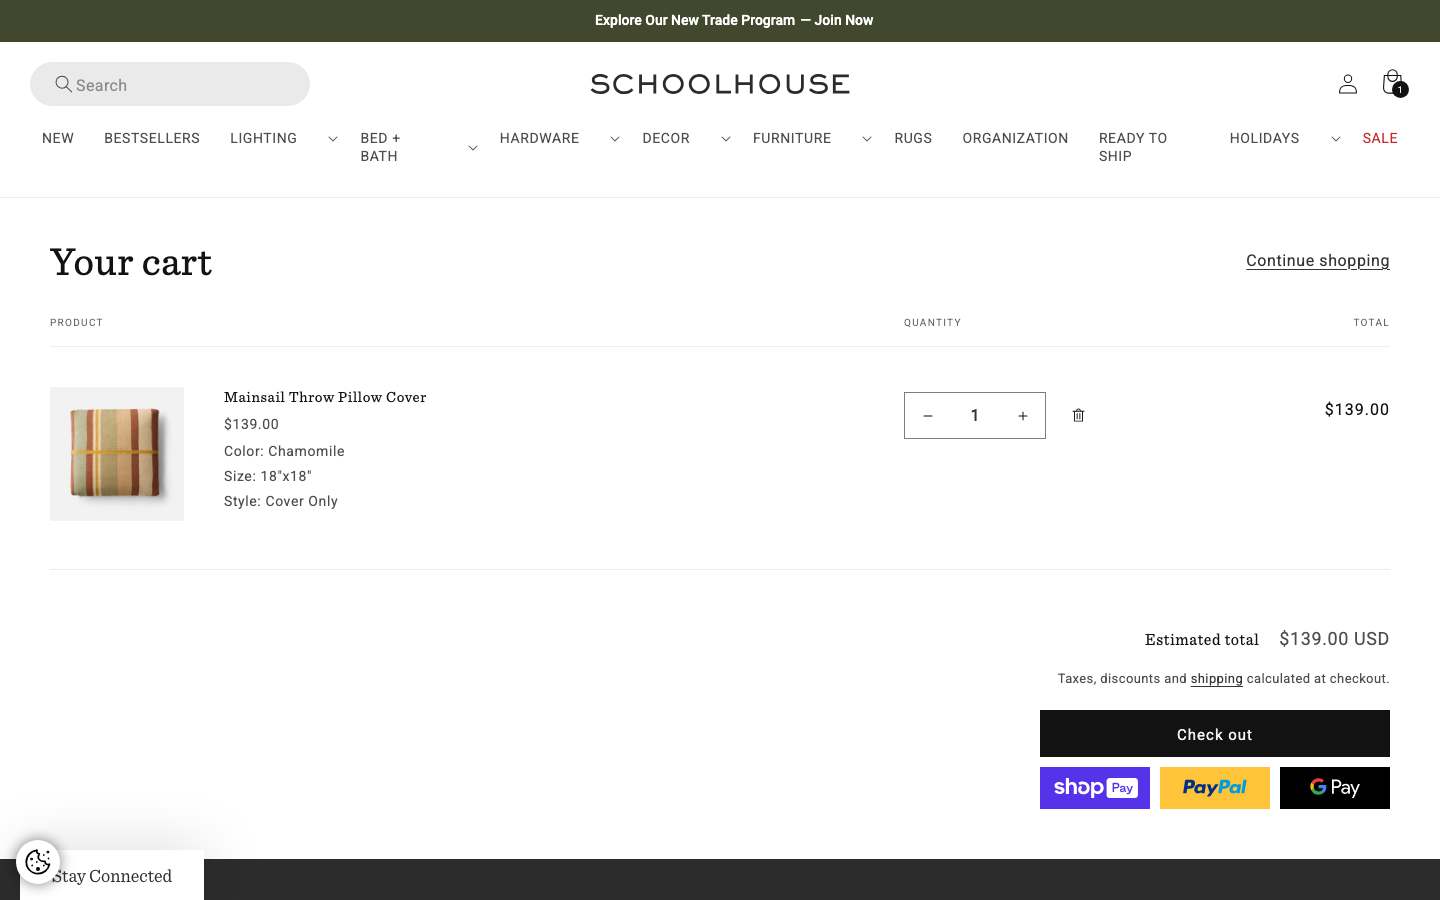 Explore Our New Trade Program — Join Now
Search
SCHOOLHOUSE
1
NEW
BESTSELLERS
LIGHTING
BED +
BATH
HARDWARE
DECOR
FURNITURE
RUGS
ORGANIZATION
READY TO
SHIP
HOLIDAYS
SALE
Your cart
Continue shopping
PRODUCT
QUANTITY
TOTAL
Mainsail Throw Pillow Cover
$139.00
Color: Chamomile
Size: 18"x18"
Style: Cover Only
1
$139.00
Estimated total $139.00 USD
Taxes, discounts and shipping calculated at checkout.
Check out
shop Pay
PayPal
G Pay
Stay Connected